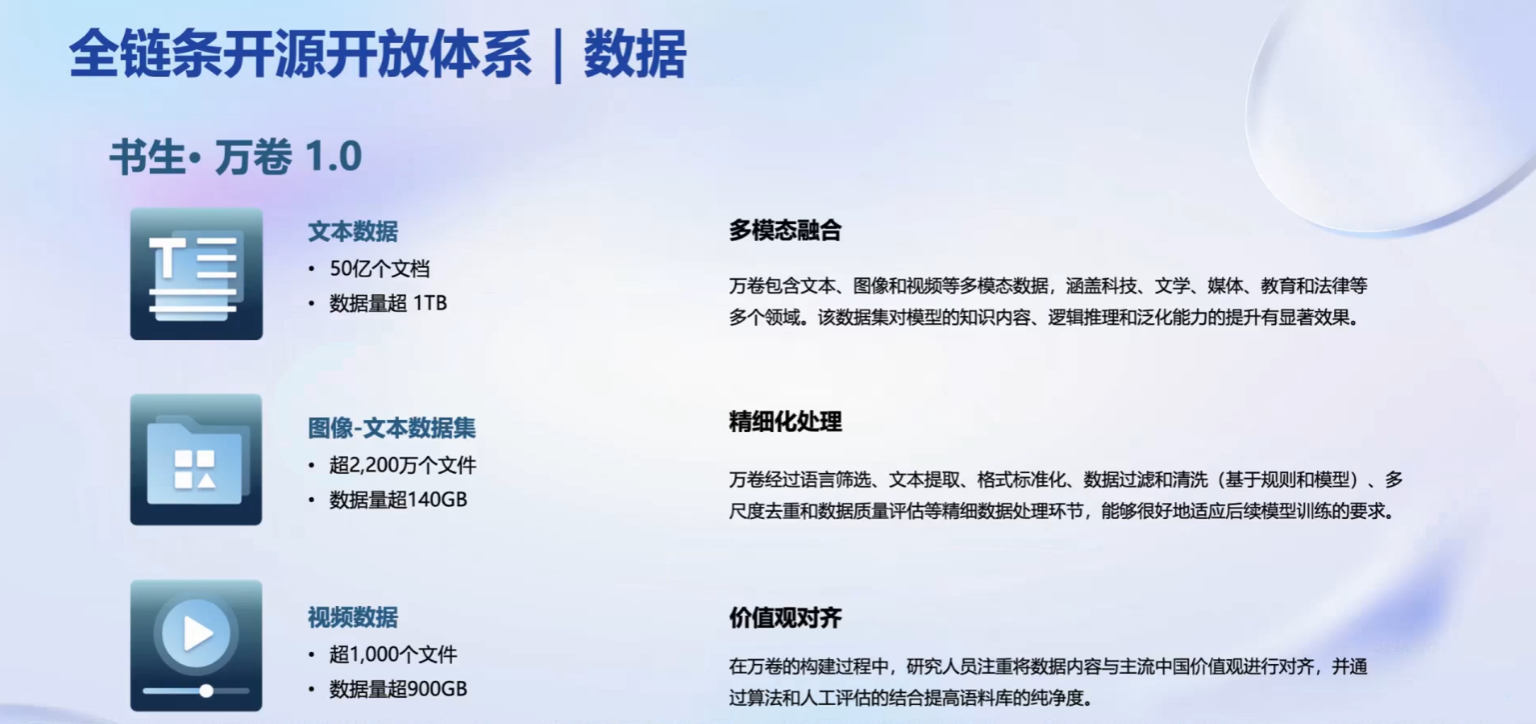 全链条开源开放体系 | 数据
书生· 万卷 1.0
文本数据
• 50亿个文档
• 数据量超 1TB
多模态融合
万卷包含文本、图像和视频等多模态数据，涵盖科技、文学、媒体、教育和法律等
多个领域。该数据集对模型的知识内容、逻辑推理和泛化能力的提升有显著效果。
图像-文本数据集
• 超2,200万个文件
• 数据量超140GB
精细化处理
万卷经过语言筛选、文本提取、格式标准化、数据过滤和清洗（基于规则和模型）、多
尺度去重和数据质量评估等精细数据处理环节，能够很好地适应后续模型训练的要求。
视频数据
• 超1,000个文件
• 数据量超900GB
价值观对齐
在万卷的构建过程中，研究人员注重将数据内容与主流中国价值观进行对齐，并通
过算法和人工评估的结合提高语料库的纯净度。